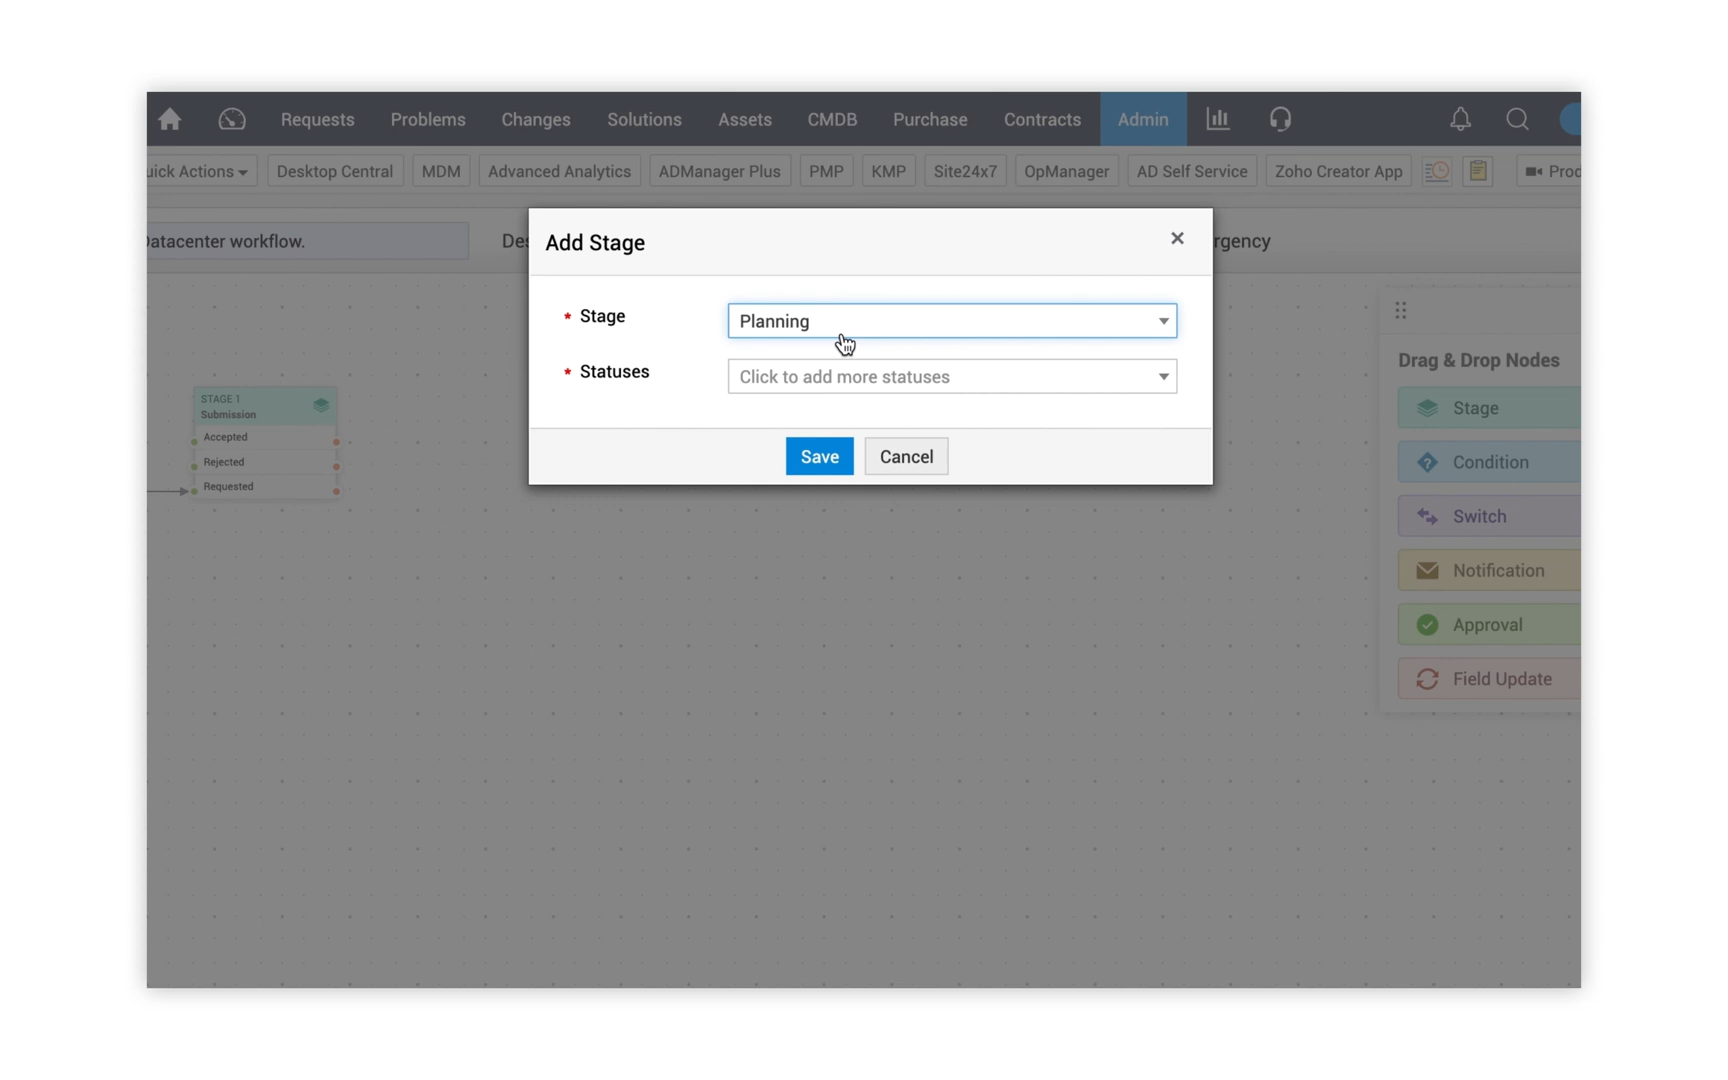 Requests Problems Changes Solutions Assets CMDB Purchase Contracts Admin
uick Actions Desktop Central MDM Advanced Analytics ADManager Plus PMP KMP Site24x7 OpManager AD Self Service Zoho Creator App Prod
Datacenter workflow. Des rgency
Add Stage
* Stage Planning
* Statuses Click to add more statuses
Save Cancel
STAGE 1
Submission
Accepted
Rejected
Requested
Drag & Drop Nodes
Stage
Condition
Switch
Notification
Approval
Field Update